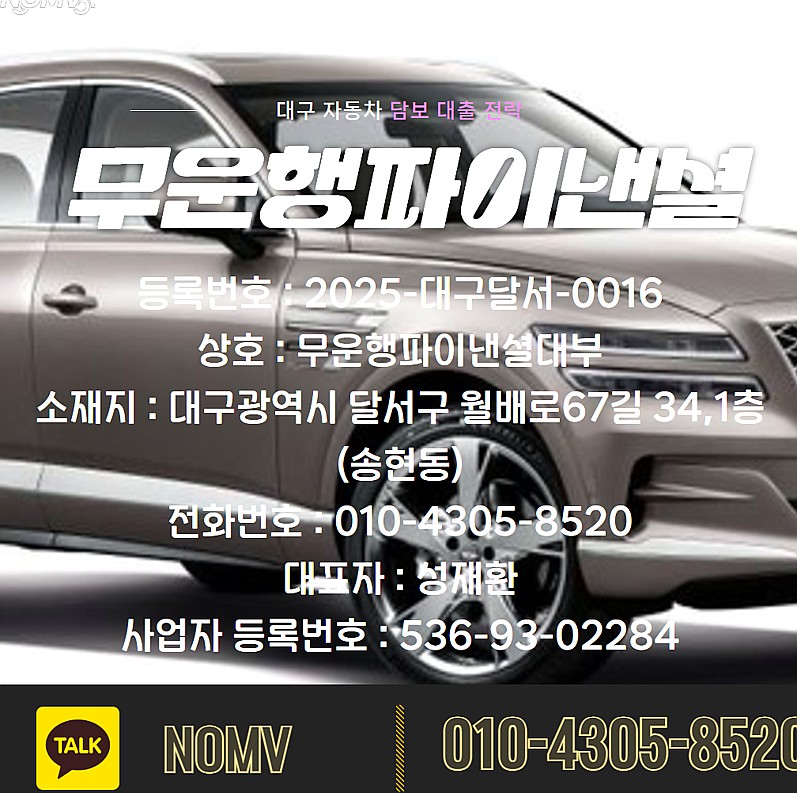 NOMV
대구 자동차 담보 대출 전략
무운행파이낸셜
등록번호 : 2025-대구달서-0016
상호 : 무운행파이낸셜대부
소재지 : 대구광역시 달서구 월배로67길 34,1층
(송현동)
전화번호 : 010-4305-8520
대표자 : 성재환
사업자 등록번호 : 536-93-02284
TALK NOMV 010-4305-8520